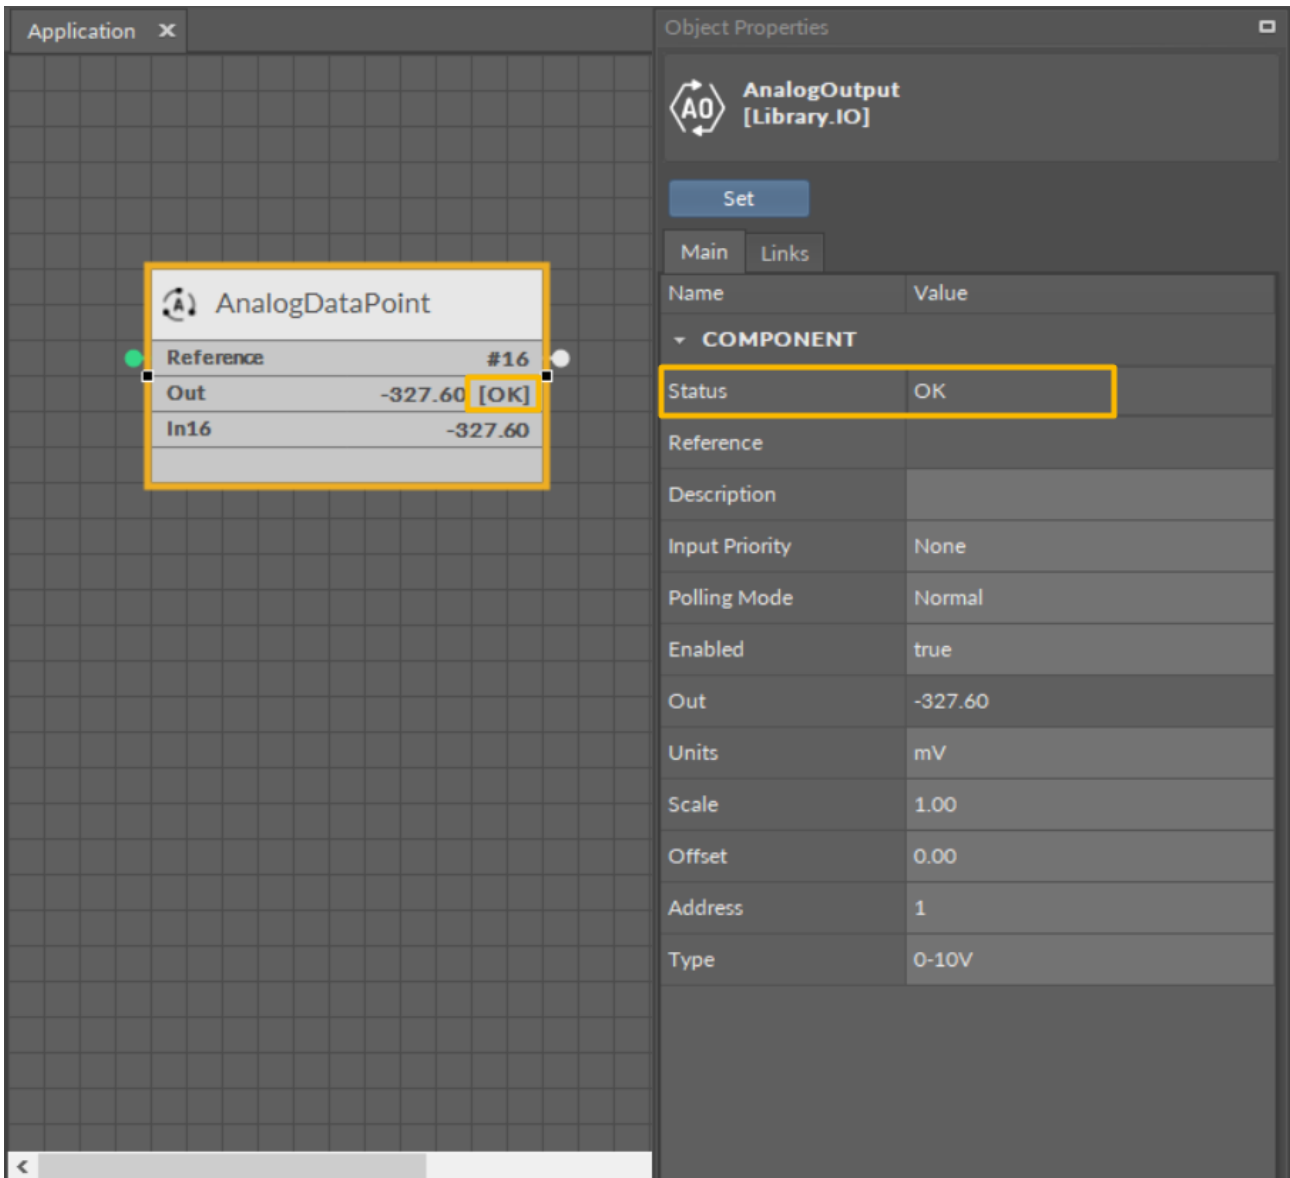 Application
AnalogDataPoint
Reference #16
Out -327.60 [OK]
In16 -327.60
Object Properties
AO
AnalogOutput
[Library.IO]
Set
Main Links
Name Value
COMPONENT
Status OK
Reference
Description
Input Priority None
Polling Mode Normal
Enabled true
Out -327.60
Units mV
Scale 1.00
Offset 0.00
Address 1
Type 0-10V